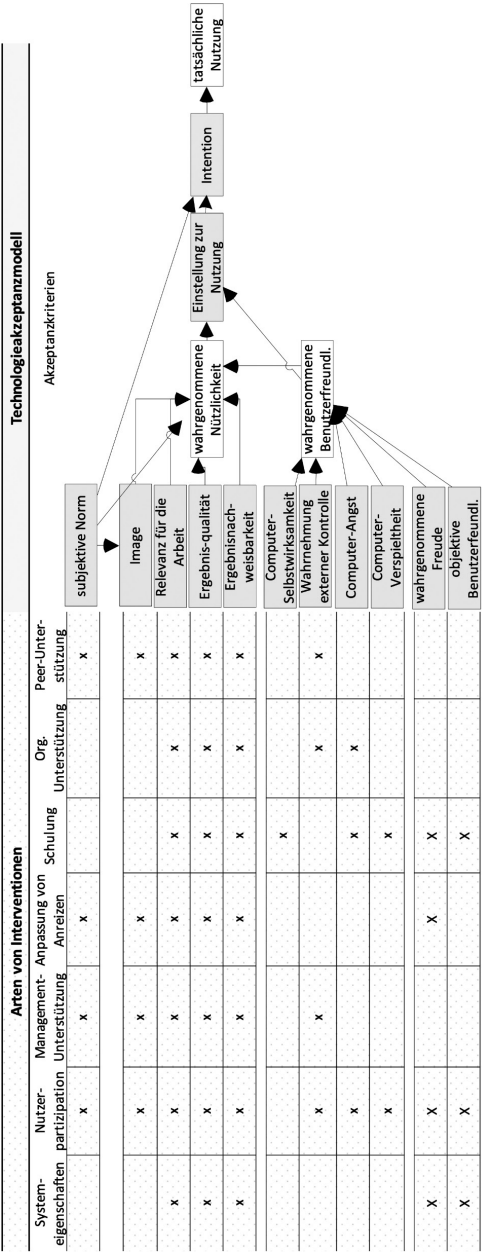 Arten von Interventionen
Technologieakzeptanzmodell
System-
eigenschaften
Nutzer-
partizipation
Management-
Unterstützung
Anpassung von
Anreizen
Schulung
Org.
Unterstützung
Peer-Unter-
stützung
Akzeptanzkriterien
x x x x
subjektive Norm
x x x x
Image
x x x x x x x
Relevanz für die
Arbeit
x x x x x x x
Ergebnis-qualität
x x x x x x x
Ergebnisnach-
weisbarkeit
x
Computer-
Selbstwirksamkeit
x x x x
Wahrnehmung
externer Kontrolle
x x x
Computer-Angst
x x
Computer-
Verspieltheit
X X X X
wahrgenommene
Freude
X X X
objektive
Benutzerfeundl.
wahrgenommene
Nützlichkeit
wahrgenommene
Benutzerfreundl.
Einstellung zur
Nutzung
Intention
tatsächliche
Nutzung